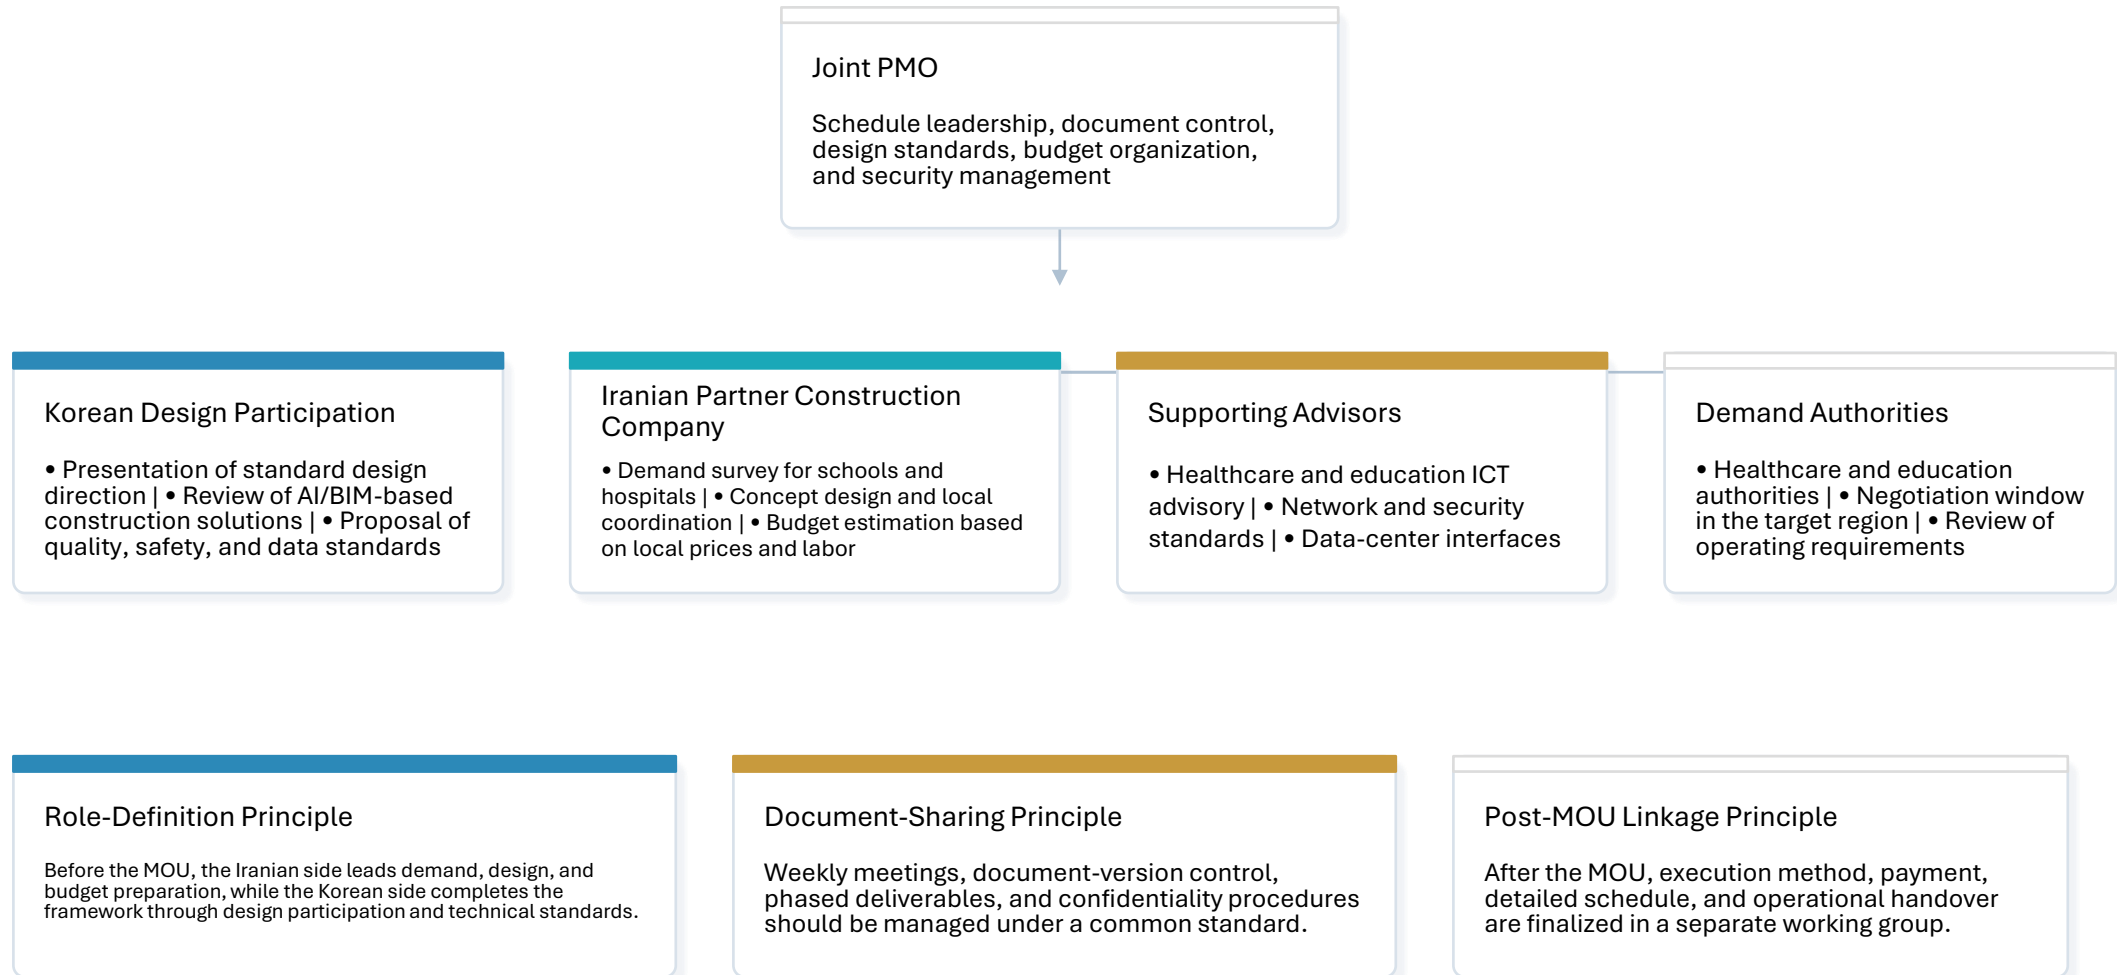 Joint PMO
Schedule leadership, document control,
design standards, budget organization,
and security management
Korean Design Participation
• Presentation of standard design
direction | • Review of AI/BIM-based
construction solutions | • Proposal of
quality, safety, and data standards
Iranian Partner Construction
Company
• Demand survey for schools and
hospitals | • Concept design and local
coordination | • Budget estimation based
on local prices and labor
Supporting Advisors
• Healthcare and education ICT
advisory | • Network and security
standards | • Data-center interfaces
Demand Authorities
• Healthcare and education
authorities | • Negotiation window
in the target region | • Review of
operating requirements
Role-Definition Principle
Before the MOU, the Iranian side leads demand, design, and
budget preparation, while the Korean side completes the
framework through design participation and technical standards.
Document-Sharing Principle
Weekly meetings, document-version control,
phased deliverables, and confidentiality procedures
should be managed under a common standard.
Post-MOU Linkage Principle
After the MOU, execution method, payment,
detailed schedule, and operational handover
are finalized in a separate working group.